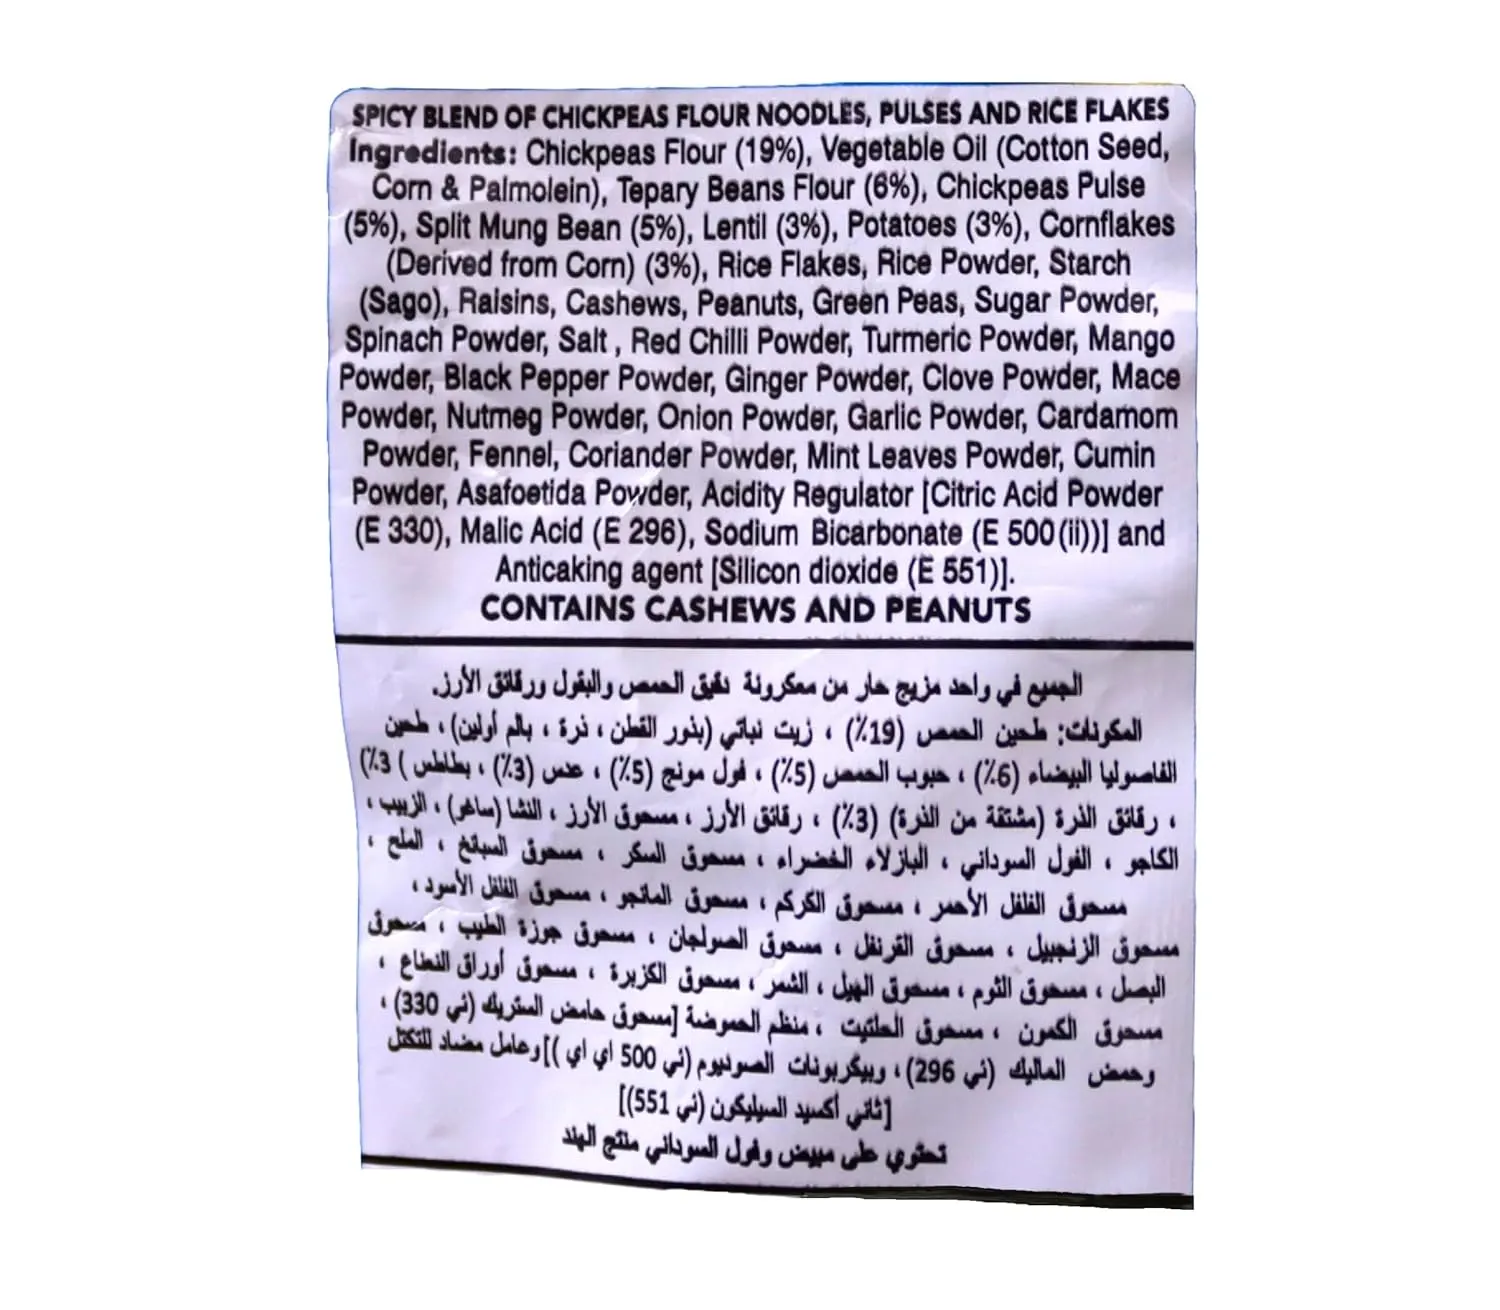 SPICY BLEND OF CHICKPEAS FLOUR NOODLES, PULSES AND RICE FLAKES
Ingredients: Chickpeas Flour (19%), Vegetable Oil (Cotton Seed,
Corn & Palmolein), Tepary Beans Flour (6%), Chickpeas Pulse
(5%), Split Mung Bean (5%), Lentil (3%), Potatoes (3%), Cornflakes
(Derived from Corn) (3%), Rice Flakes, Rice Powder, Starch
(Sago), Raisins, Cashews, Peanuts, Green Peas, Sugar Powder,
Spinach Powder, Salt , Red Chilli Powder, Turmeric Powder, Mango
Powder, Black Pepper Powder, Ginger Powder, Clove Powder, Mace
Powder, Nutmeg Powder, Onion Powder, Garlic Powder, Cardamom
Powder, Fennel, Coriander Powder, Mint Leaves Powder, Cumin
Powder, Asafoetida Powder, Acidity Regulator [Citric Acid Powder
(E 330), Malic Acid (E 296), Sodium Bicarbonate (E 500(ii))] and
Anticaking agent [Silicon dioxide (E 551)].
CONTAINS CASHEWS AND PEANUTS
الجميع في واحد مزيج حار من معكرونة دقيق الحمص والبقول ورقائق الأرز.
المكونات: طحين الحمص (19٪) ، زيت نباتي (بذور القطن ، ذرة ، بالم أولين) ، طحين
الفاصوليا البيضاء (6٪) ، حبوب الحمص (5٪) ، فول مونج (5٪) ، عدس (3٪) ، بطاطس ) 3٪)
، رقائق الذرة (مشتقة من الذرة) (3٪) ، رقائق الأرز ، مسحوق الأرز ، النشا (ساغو) ، الزبيب ،
الكاجو ، الفول السوداني ، البازلاء الخضراء ، مسحوق السكر ، مسحوق السبانخ ، الملح ،
مسحوق الفلفل الأحمر ، مسحوق الكركم ، مسحوق المانجو ، مسحوق الفلفل الأسود ،
مسحوق الزنجبيل ، مسحوق القرنفل ، مسحوق الصولجان ، مسحوق جوزة الطيب ، مسحوق
البصل ، مسحوق الثوم ، مسحوق الهيل ، الشمر ، مسحوق الكزبرة ، مسحوق أوراق النعناع ،
مسحوق الكمون ، مسحوق الحلتيت ، منظم الحموضة [مسحوق حامض الستريك (ئي 330) ،
وحمض الماليك (ئي 296) ، وبيكربونات الصوديوم (ئي 500 اي اي )] وعامل مضاد للتكتل
[ثاني أكسيد السيليكون (ئي 551)]
تحتوي على مبيض وفول السوداني منتج الهند